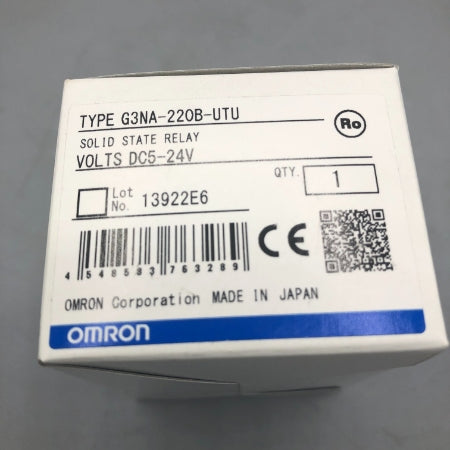 TYPE G3NA-220B-UTU
SOLID STATE RELAY
VOLTS DC5-24V
Ro
QTY. 1
Lot No. 13922E6
4 548583 763289
CE
OMRON Corporation MADE IN JAPAN
OMRON